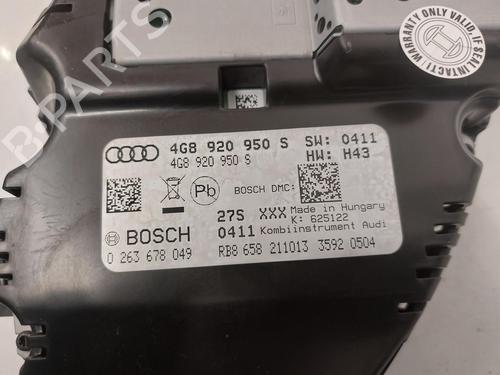 WARRANTY ONLY VALID,
IF SEAL IS INTACT!
4G8 920 950 S SW: 0411
4G8 920 950 S HW: H43
Pb
BOSCH DMC:
27S XXX Made in Hungary
K: 625122
BOSCH 0411 Kombiinstrument Audi
0 263 678 049 RB8 658 211013 3592 0504
B-PARTS